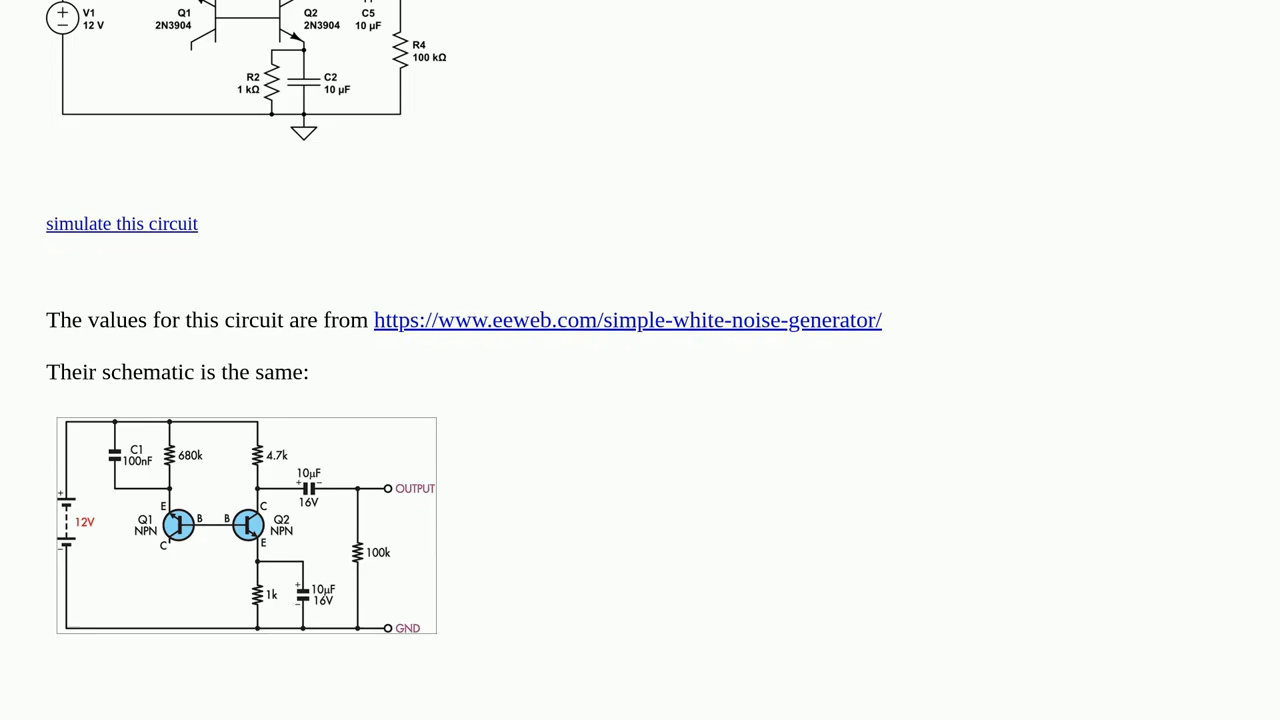 V1
12 V
Q1
2N3904
Q2
2N3904
C5
10 µF
R4
100 kΩ
R2
1 kΩ
C2
10 µF
simulate this circuit
The values for this circuit are from https://www.eeweb.com/simple-white-noise-generator/
Their schematic is the same:
C1
100nF
680k
4.7k
10µF
+ −
16V
OUTPUT
+
12V
−
E
Q1
NPN
B
C
B
C
Q2
NPN
E
100k
1k
+
10µF
16V
−
GND